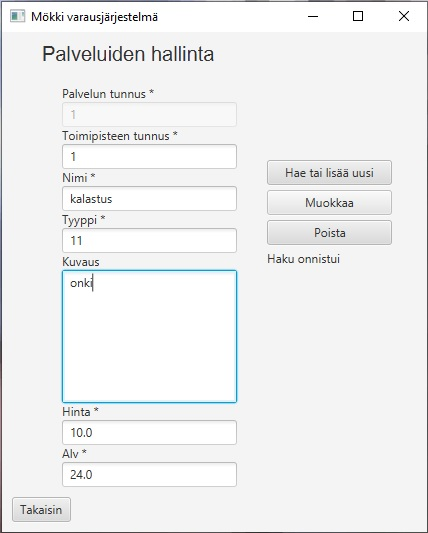 Mökki varausjärjestelmä
Palveluiden hallinta
Palvelun tunnus *
1
Toimipisteen tunnus *
1
Nimi *
kalastus
Tyyppi *
11
Kuvaus
onki
Hinta *
10.0
Alv *
24.0
Hae tai lisää uusi
Muokkaa
Poista
Haku onnistui
Takaisin